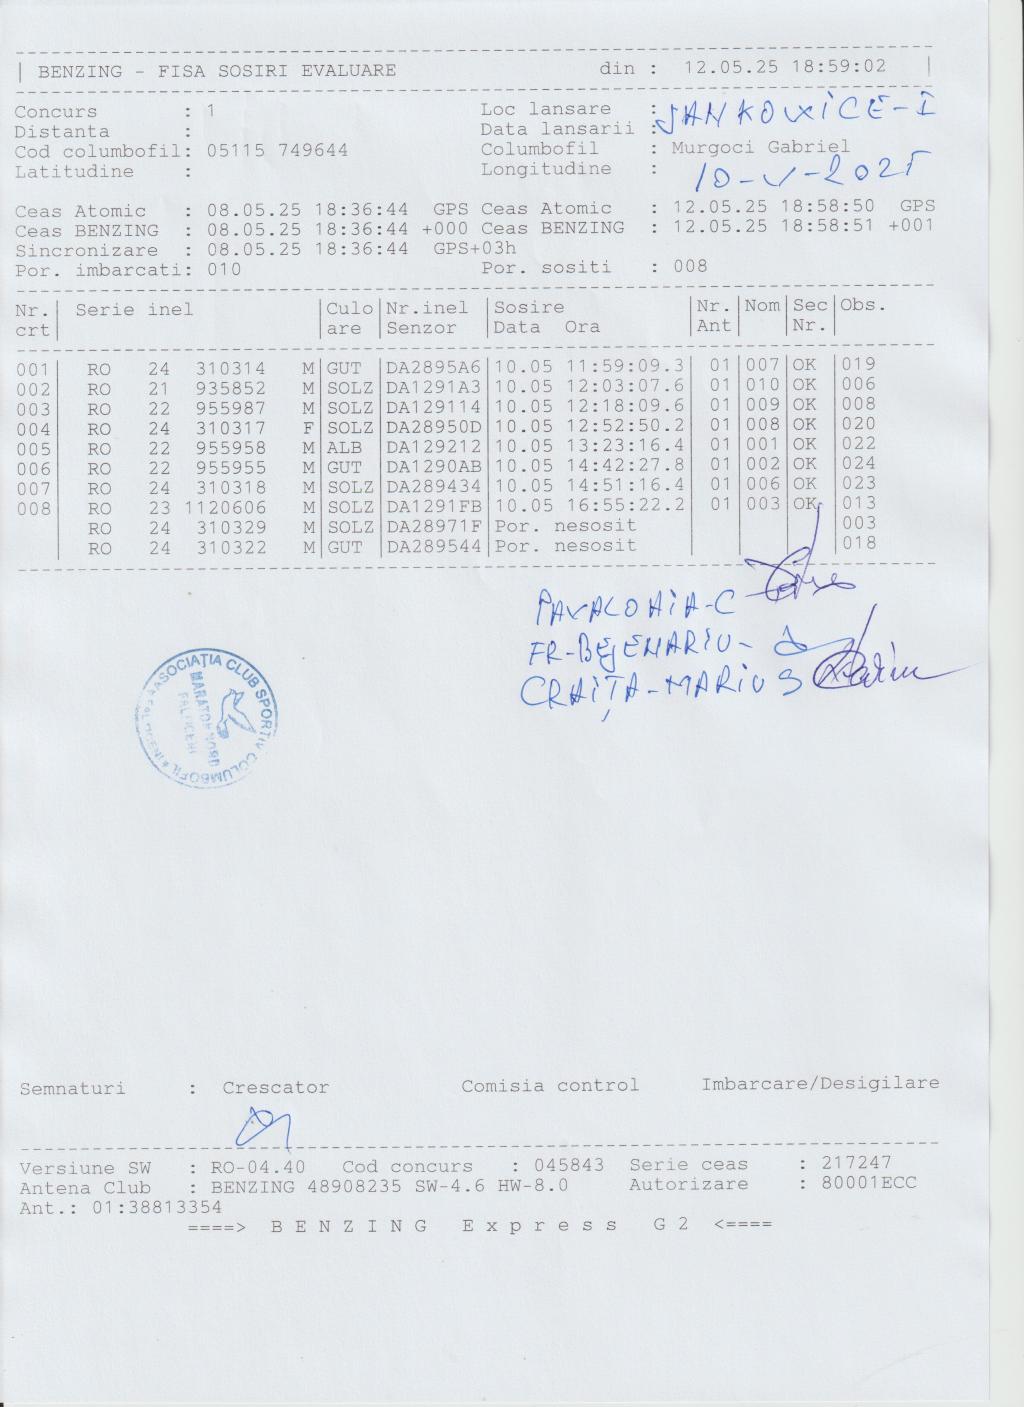 | BENZING - FISA SOSIRI EVALUARE din : 12.05.25 18:59:02 |
Concurs : 1 Loc lansare : JANKOWICE-I
Distanta : Data lansarii :
Cod columbofil: 05115 749644 Columbofil : Murgoci Gabriel
Latitudine : Longitudine : 10-V-2025
Ceas Atomic : 08.05.25 18:36:44 GPS Ceas Atomic : 12.05.25 18:58:50 GPS
Ceas BENZING : 08.05.25 18:36:44 +000 Ceas BENZING : 12.05.25 18:58:51 +001
Sincronizare : 08.05.25 18:36:44 GPS+03h
Por. imbarcati: 010 Por. sositi : 008
Nr.| Serie inel |Culo|Nr.inel |Sosire |Nr.|Nom|Sec|Obs.
crt| |are |Senzor |Data Ora |Ant| |Nr.|
001| RO 24 310314 M|GUT |DA2895A6|10.05 11:59:09.3| 01|007|OK |019
002| RO 21 935852 M|SOLZ|DA1291A3|10.05 12:03:07.6| 01|010|OK |006
003| RO 22 955987 M|SOLZ|DA129114|10.05 12:18:09.6| 01|009|OK |008
004| RO 24 310317 F|SOLZ|DA28950D|10.05 12:52:50.2| 01|008|OK |020
005| RO 22 955958 M|ALB |DA129212|10.05 13:23:16.4| 01|001|OK |022
006| RO 22 955955 M|GUT |DA1290AB|10.05 14:42:27.8| 01|002|OK |024
007| RO 24 310318 M|SOLZ|DA289434|10.05 14:51:16.4| 01|006|OK |023
008| RO 23 1120606 M|SOLZ|DA1291FB|10.05 16:55:22.2| 01|003|OK |013
| RO 24 310329 M|SOLZ|DA28971F|Por. nesosit | | | |003
| RO 24 310322 M|GUT |DA289544|Por. nesosit | | | |018
PAVALOAIA-C
FR-BEJENARIU-
CRAIȚA-MARIUS
ASOCIAȚIA CLUB SPORTIV COLUMBOFIL
MARATON NORD
FALTICENI
Semnaturi : Crescator Comisia control Imbarcare/Desigilare
Versiune SW : RO-04.40 Cod concurs : 045843 Serie ceas : 217247
Antena Club : BENZING 48908235 SW-4.6 HW-8.0 Autorizare : 80001ECC
Ant.: 01:38813354
====> B E N Z I N G E x p r e s s G 2 <====